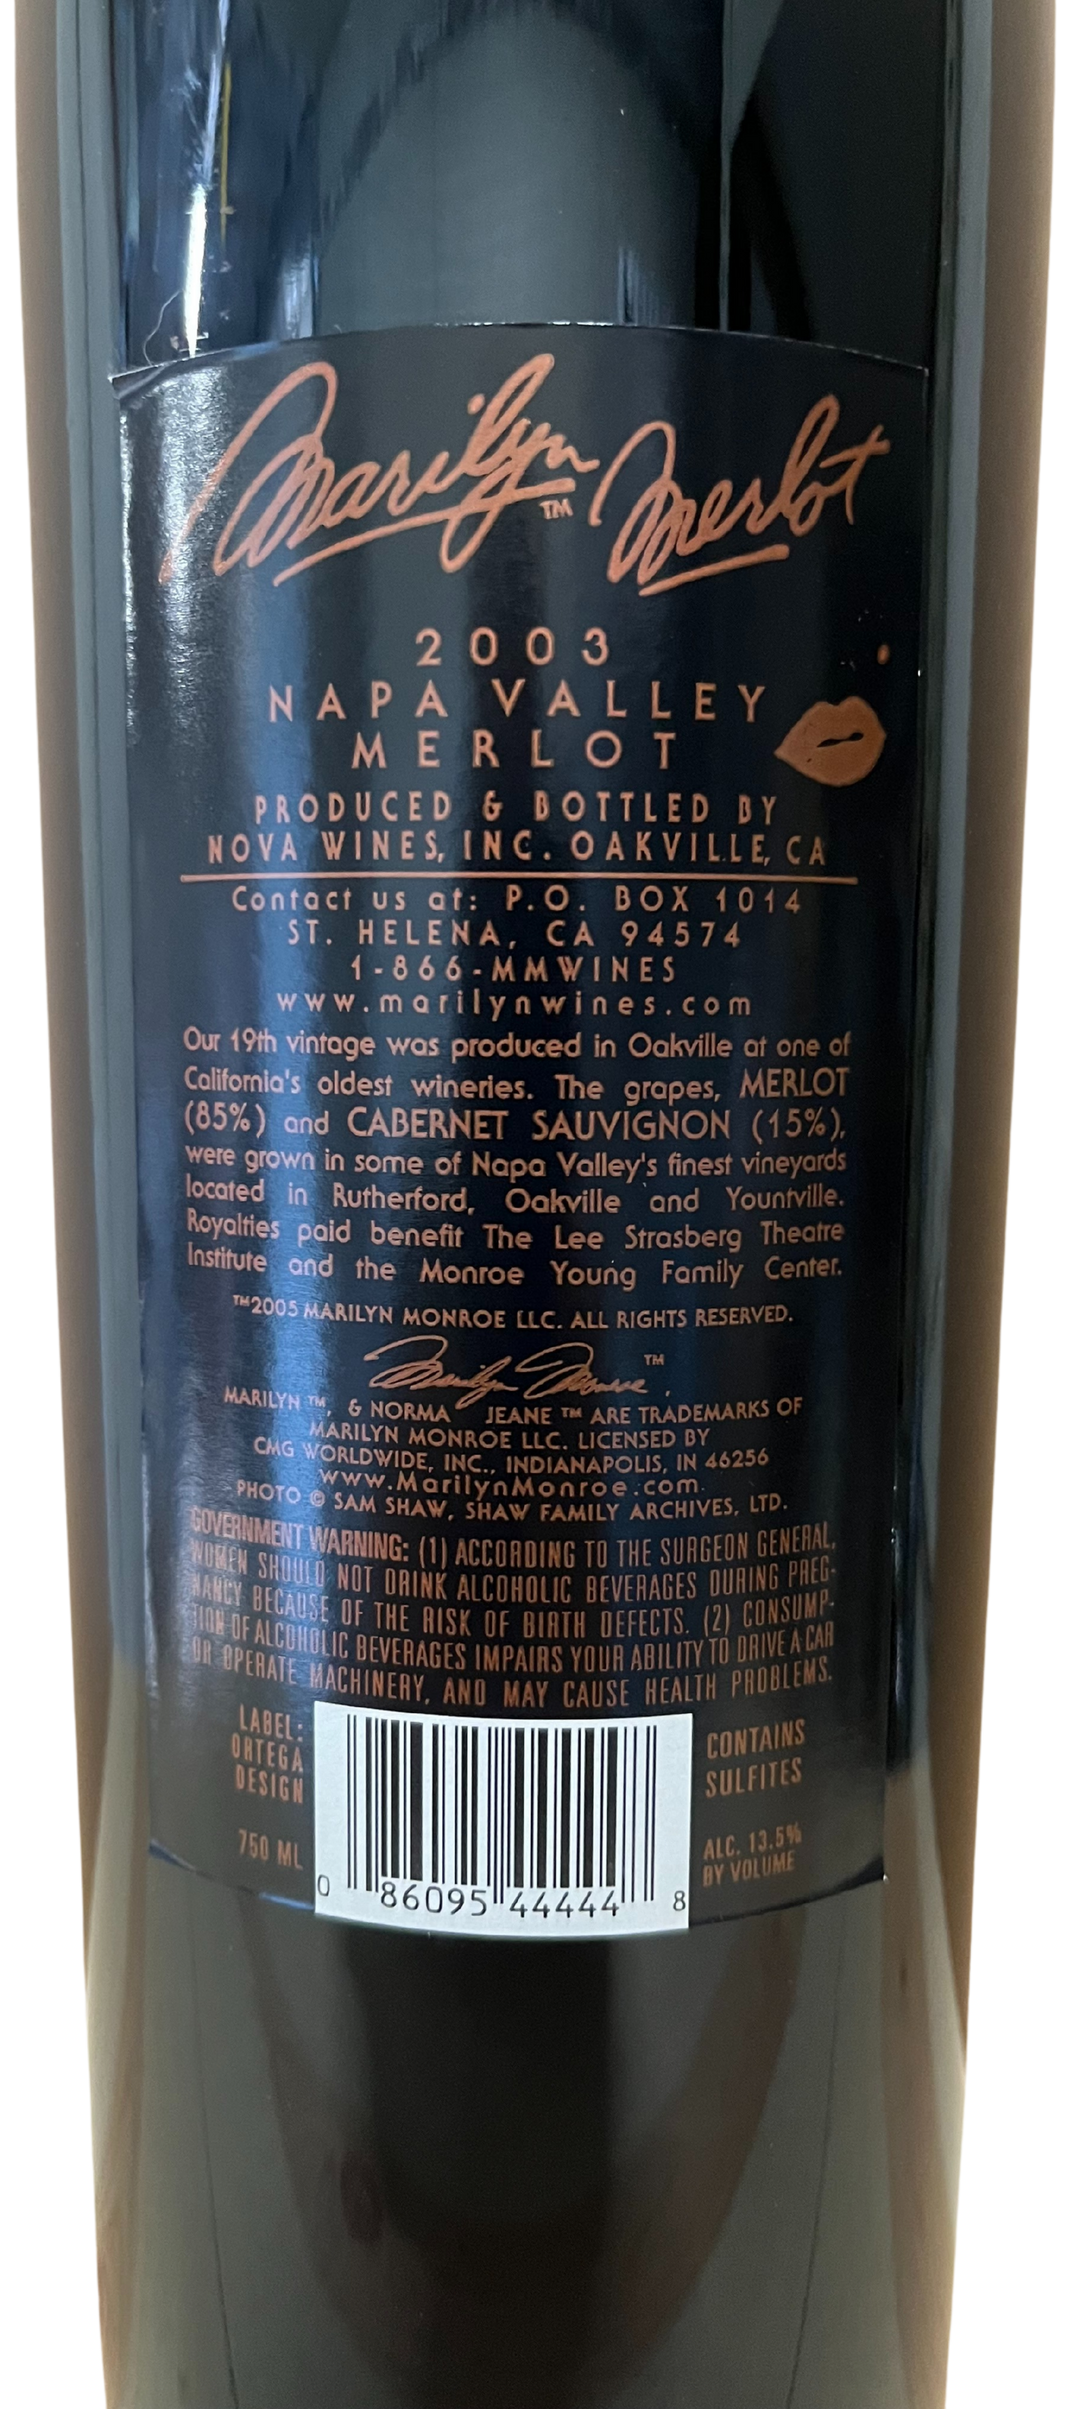 Marilyn™ Merlot
2003
NAPA VALLEY
MERLOT
PRODUCED & BOTTLED BY
NOVA WINES, INC. OAKVILLE, CA
Contact us at: P.O. BOX 1014
ST. HELENA, CA 94574
1-866-MMWINES
www.marilynwines.com
Our 19th vintage was produced in Oakville at one of
California's oldest wineries. The grapes, MERLOT
(85%) and CABERNET SAUVIGNON (15%),
were grown in some of Napa Valley's finest vineyards
located in Rutherford, Oakville and Yountville.
Royalties paid benefit The Lee Strasberg Theatre
Institute and the Monroe Young Family Center.
™2005 MARILYN MONROE LLC. ALL RIGHTS RESERVED.
Marilyn Monroe ™,
MARILYN ™, & NORMA JEANE ™ ARE TRADEMARKS OF
MARILYN MONROE LLC. LICENSED BY
CMG WORLDWIDE, INC., INDIANAPOLIS, IN 46256
www.MarilynMonroe.com.
PHOTO © SAM SHAW, SHAW FAMILY ARCHIVES, LTD.
GOVERNMENT WARNING: (1) ACCORDING TO THE SURGEON GENERAL,
WOMEN SHOULD NOT DRINK ALCOHOLIC BEVERAGES DURING PREG-
NANCY BECAUSE OF THE RISK OF BIRTH DEFECTS. (2) CONSUMP-
TION OF ALCOHOLIC BEVERAGES IMPAIRS YOUR ABILITY TO DRIVE A CAR
OR OPERATE MACHINERY, AND MAY CAUSE HEALTH PROBLEMS.
LABEL:
ORTEGA
DESIGN
750 ML
0 86095 44444 8
CONTAINS
SULFITES
ALC. 13.5%
BY VOLUME